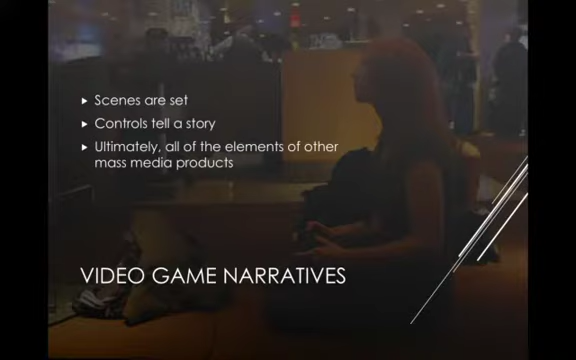 Scenes are set
Controls tell a story
Ultimately, all of the elements of other
mass media products
VIDEO GAME NARRATIVES